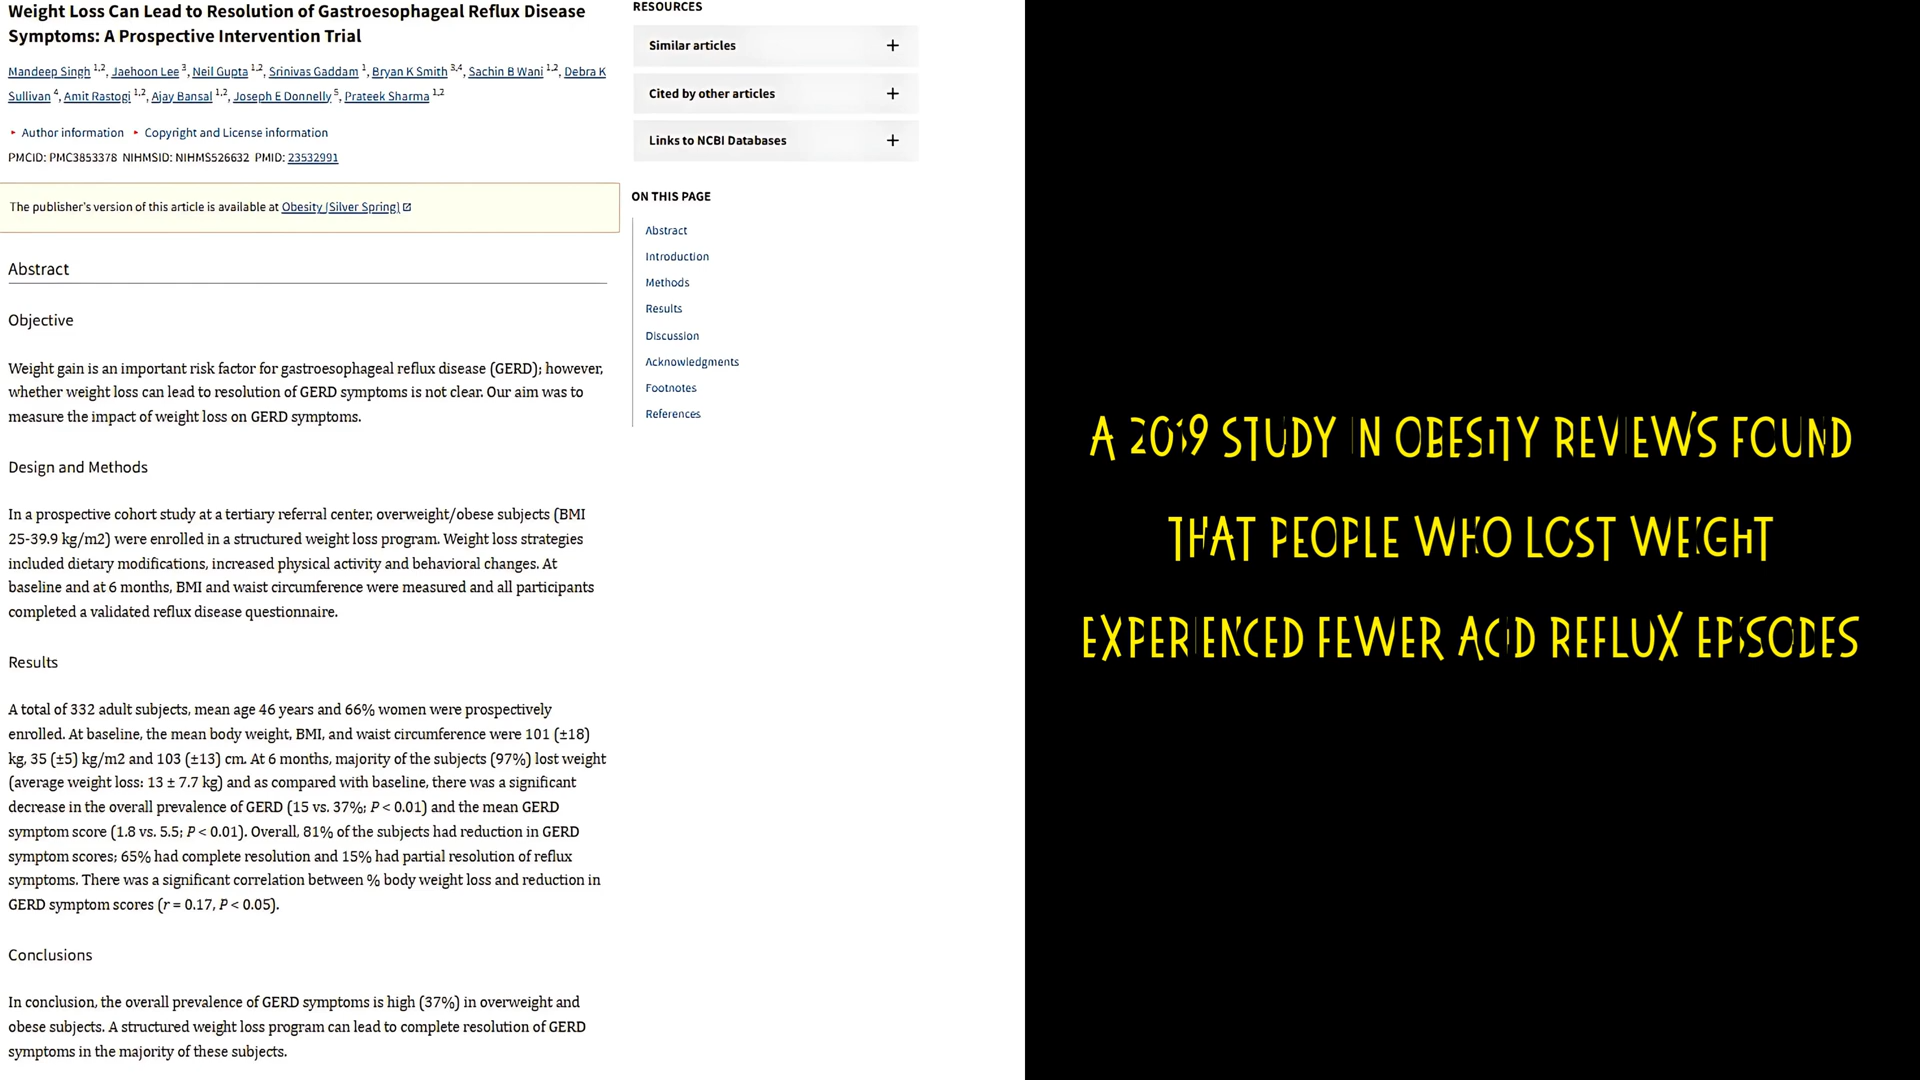 Weight Loss Can Lead to Resolution of Gastroesophageal Reflux Disease
Symptoms: A Prospective Intervention Trial
Mandeep Singh 1,2, Jaehoon Lee 3, Neil Gupta 1,2, Srinivas Gaddam 1, Bryan K Smith 3,4, Sachin B Wani 1,2, Debra K
Sullivan 4, Amit Rastogi 1,2, Ajay Bansal 1,2, Joseph E Donnelly 5, Prateek Sharma 1,2
Author information Copyright and License information
PMCID: PMC3853378 NIHMSID: NIHMS526632 PMID: 23532991
The publisher's version of this article is available at Obesity (Silver Spring)
Abstract
Objective
Weight gain is an important risk factor for gastroesophageal reflux disease (GERD); however,
whether weight loss can lead to resolution of GERD symptoms is not clear. Our aim was to
measure the impact of weight loss on GERD symptoms.
Design and Methods
In a prospective cohort study at a tertiary referral center, overweight/obese subjects (BMI
25-39.9 kg/m2) were enrolled in a structured weight loss program. Weight loss strategies
included dietary modifications, increased physical activity and behavioral changes. At
baseline and at 6 months, BMI and waist circumference were measured and all participants
completed a validated reflux disease questionnaire.
Results
A total of 332 adult subjects, mean age 46 years and 66% women were prospectively
enrolled. At baseline, the mean body weight, BMI, and waist circumference were 101 (±18)
kg, 35 (±5) kg/m2 and 103 (±13) cm. At 6 months, majority of the subjects (97%) lost weight
(average weight loss: 13 ± 7.7 kg) and as compared with baseline, there was a significant
decrease in the overall prevalence of GERD (15 vs. 37%; P < 0.01) and the mean GERD
symptom score (1.8 vs. 5.5; P < 0.01). Overall, 81% of the subjects had reduction in GERD
symptom scores; 65% had complete resolution and 15% had partial resolution of reflux
symptoms. There was a significant correlation between % body weight loss and reduction in
GERD symptom scores (r = 0.17, P < 0.05).
Conclusions
In conclusion, the overall prevalence of GERD symptoms is high (37%) in overweight and
obese subjects. A structured weight loss program can lead to complete resolution of GERD
symptoms in the majority of these subjects.
RESOURCES
Similar articles
Cited by other articles
Links to NCBI Databases
ON THIS PAGE
Abstract
Introduction
Methods
Results
Discussion
Acknowledgments
Footnotes
References
A 2019 STUDY IN OBESITY REVIEWS FOUND
THAT PEOPLE WHO LOST WEIGHT
EXPERIENCED FEWER ACID REFLUX EPISODES